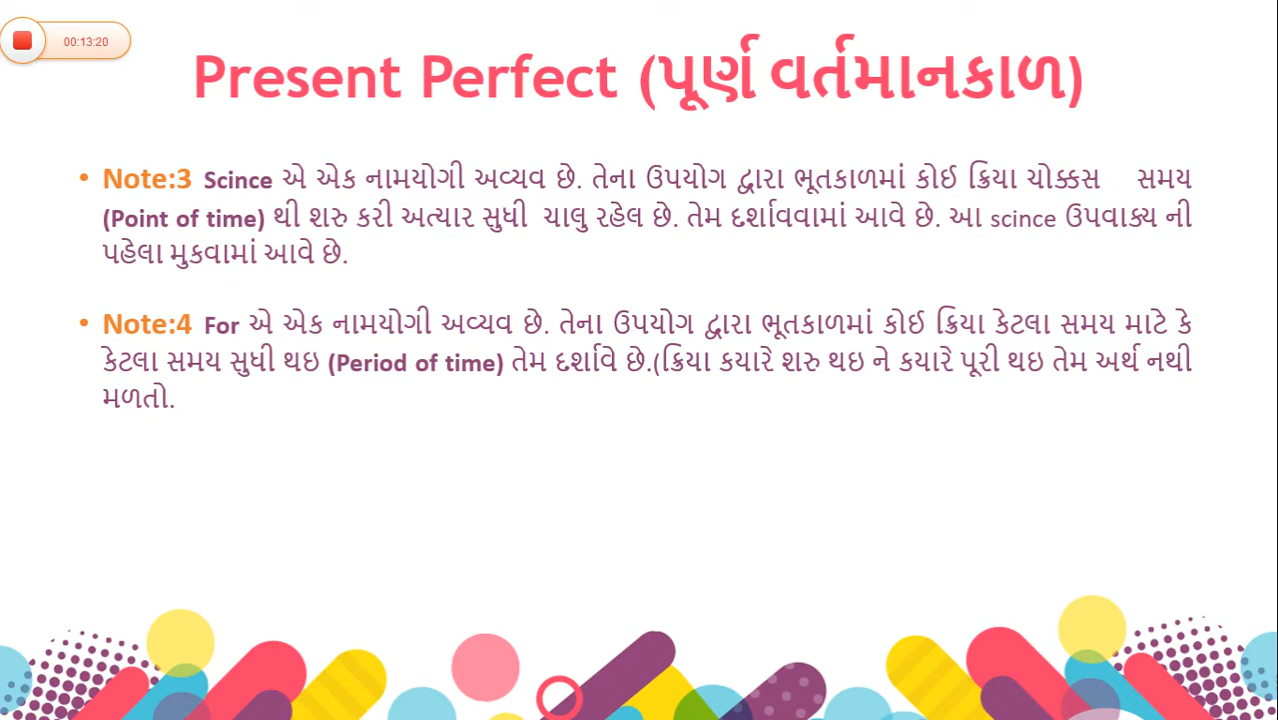 00:13:20
Present Perfect (પૂર્ણ વર્તમાનકાળ)
• Note:3 Scince એ એક નામયોગી અવ્યવ છે. તેના ઉપયોગ દ્વારા ભૂતકાળમાં કોઈ ક્રિયા ચોક્કસ સમય
(Point of time) થી શરુ કરી અત્યાર સુધી ચાલુ રહેલ છે. તેમ દર્શાવવામાં આવે છે. આ scince ઉપવાક્ય ની
પહેલા મુકવામાં આવે છે.
• Note:4 For એ એક નામયોગી અવ્યવ છે. તેના ઉપયોગ દ્વારા ભૂતકાળમાં કોઈ ક્રિયા કેટલા સમય માટે કે
કેટલા સમય સુધી થઇ (Period of time) તેમ દર્શાવે છે.(ક્રિયા કયારે શરુ થઇ ને કયારે પૂરી થઇ તેમ અર્થ નથી
મળતો.